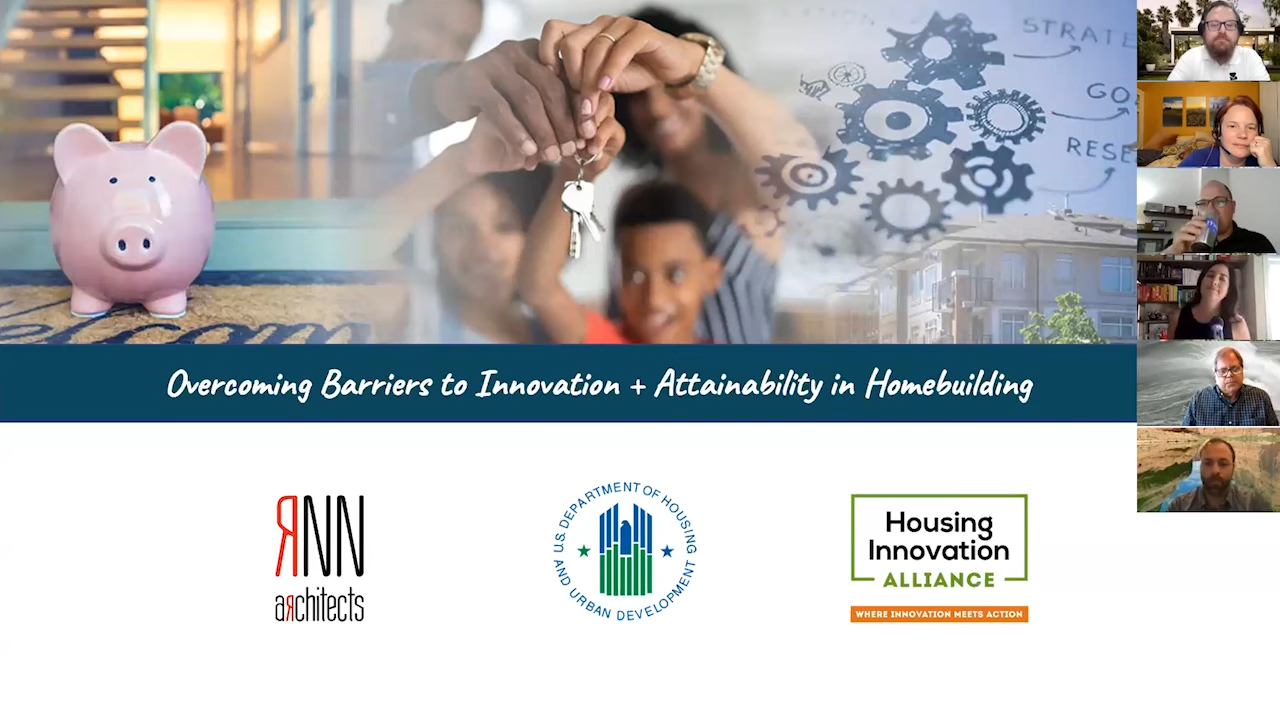 STRATE
GO
RESE
elcom
Overcoming Barriers to Innovation + Attainability in Homebuilding
RNN
aRchitects
U.S. DEPARTMENT OF HOUSING
AND URBAN DEVELOPMENT
Housing
Innovation
ALLIANCE
WHERE INNOVATION MEETS ACTION